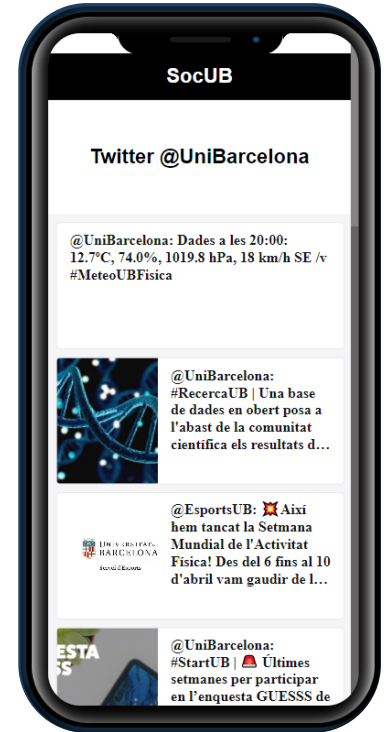 SocUB
Twitter @UniBarcelona
@UniBarcelona: Dades a les 20:00:
12.7ºC, 74.0%, 1019.8 hPa, 18 km/h SE /v
#MeteoUBFisica
@UniBarcelona:
#RecercaUB | Una base
de dades en obert posa a
l'abast de la comunitat
científica els resultats d…
@EsportsUB: 💥 Així
hem tancat la Setmana
Mundial de l'Activitat
Física! Des del 6 fins al 10
d'abril vam gaudir de l…
UNIVERSITAT DE
BARCELONA
Servei d'Esports
@UniBarcelona:
#StartUB | 🚨 Últimes
setmanes per participar
en l’enquesta GUESSS de
ESTA
SS